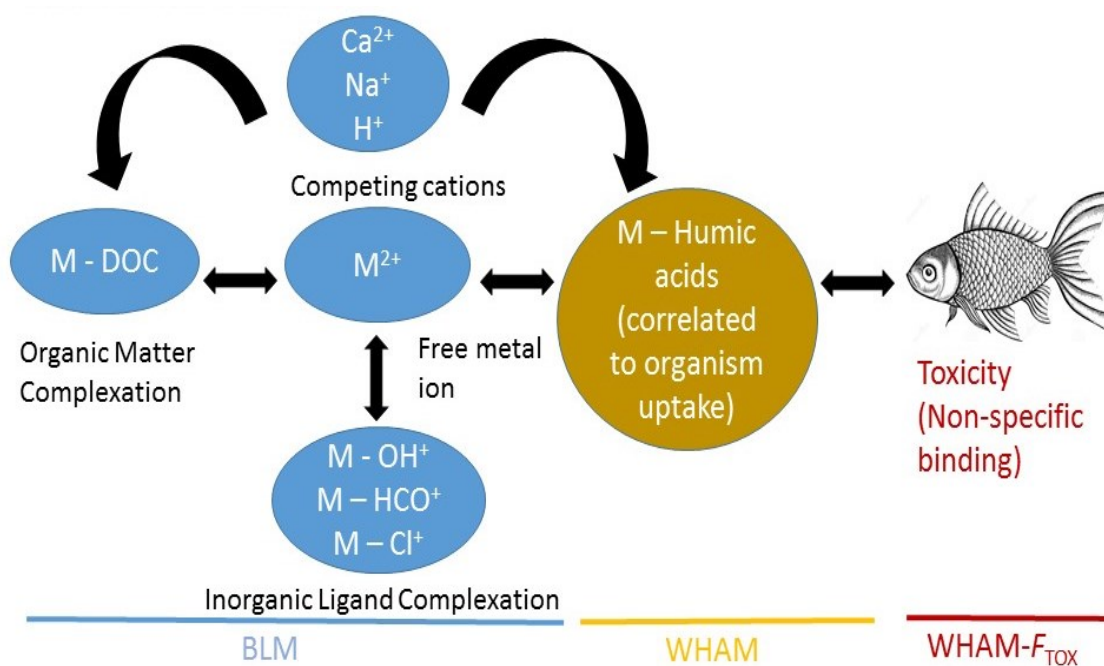 Ca²⁺
Na⁺
H⁺
Competing cations
M - DOC
Organic Matter
Complexation
M²⁺
Free metal
ion
M – Humic
acids
(correlated
to organism
uptake)
Toxicity
(Non-specific
binding)
M - OH⁺
M – HCO⁺
M – Cl⁺
Inorganic Ligand Complexation
BLM
WHAM
WHAM-F_TOX